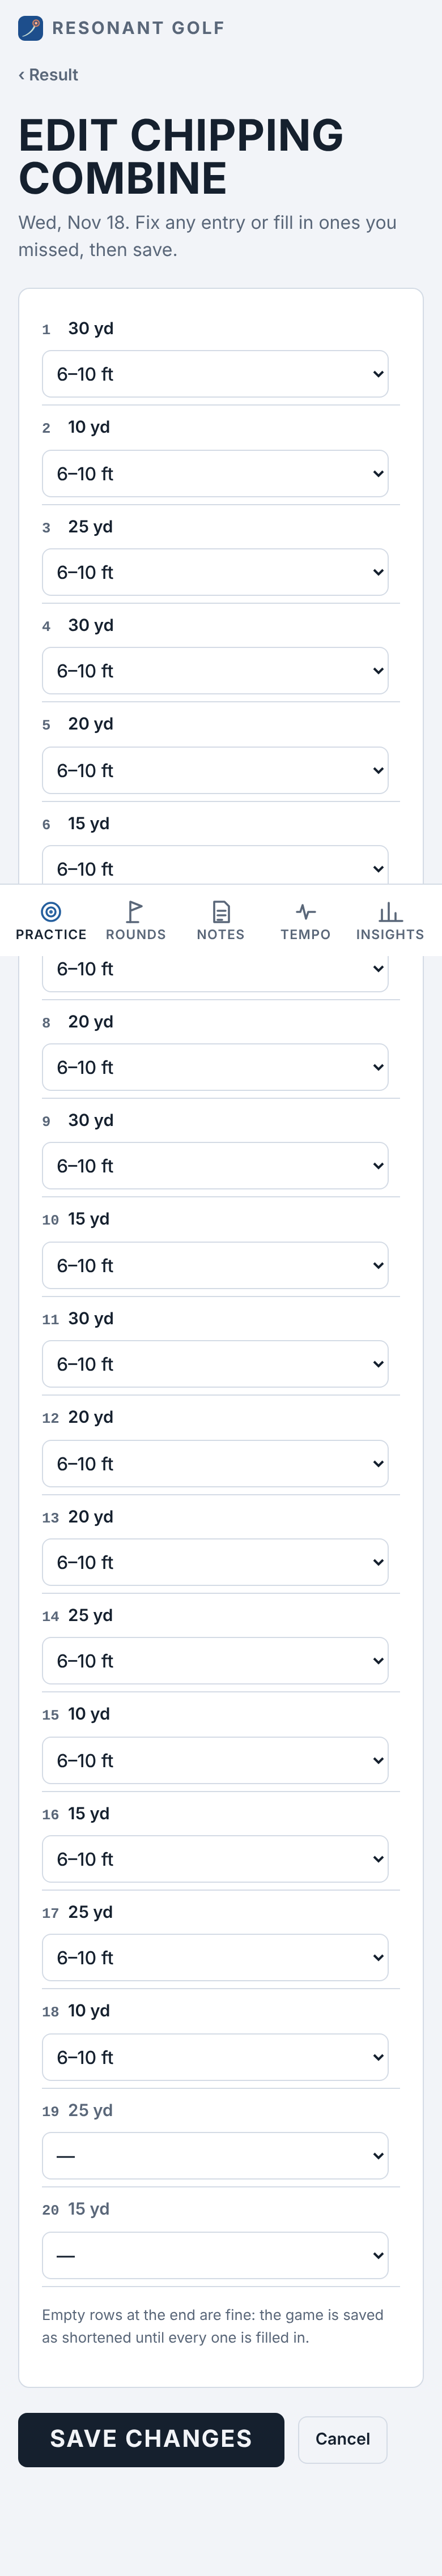 RESONANT GOLF
‹ Result
EDIT CHIPPING
COMBINE
Wed, Nov 18. Fix any entry or fill in ones you
missed, then save.
1 30 yd
6–10 ft
2 10 yd
6–10 ft
3 25 yd
6–10 ft
4 30 yd
6–10 ft
5 20 yd
6–10 ft
6 15 yd
6–10 ft
PRACTICE ROUNDS NOTES TEMPO INSIGHTS
6–10 ft
8 20 yd
6–10 ft
9 30 yd
6–10 ft
10 15 yd
6–10 ft
11 30 yd
6–10 ft
12 20 yd
6–10 ft
13 20 yd
6–10 ft
14 25 yd
6–10 ft
15 10 yd
6–10 ft
16 15 yd
6–10 ft
17 25 yd
6–10 ft
18 10 yd
6–10 ft
19 25 yd
—
20 15 yd
—
Empty rows at the end are fine: the game is saved
as shortened until every one is filled in.
SAVE CHANGES Cancel